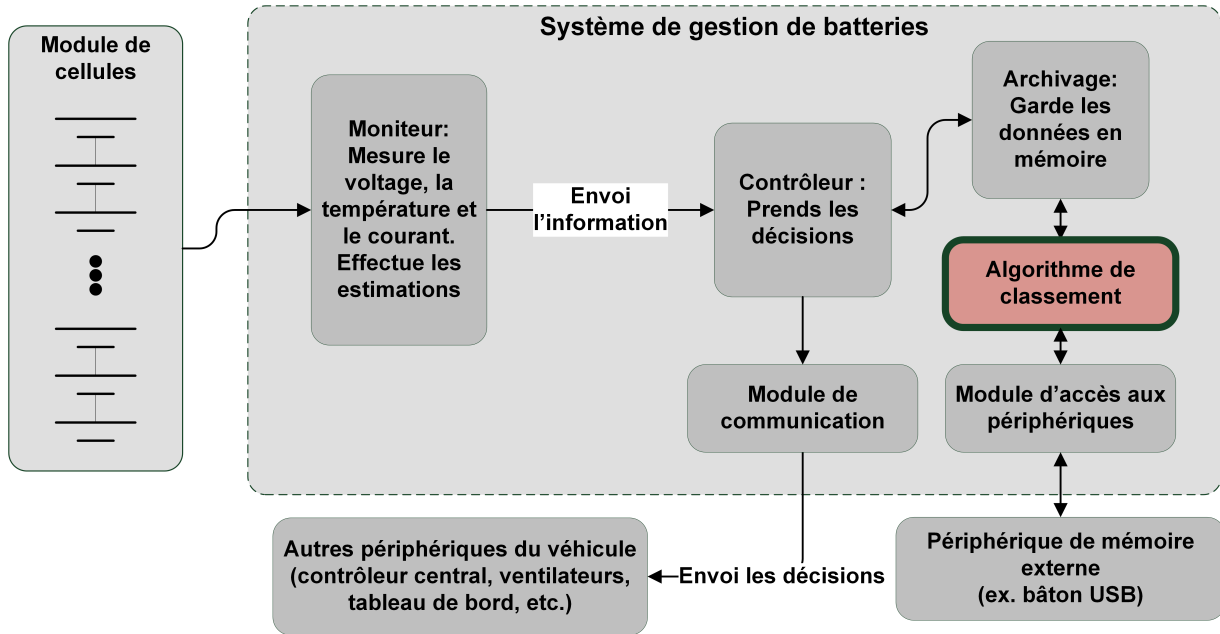 Système de gestion de batteries
Module de
cellules
Moniteur:
Mesure le
voltage, la
température et
le courant.
Effectue les
estimations
Envoi
l’information
Contrôleur :
Prends les
décisions
Archivage:
Garde les
données en
mémoire
Algorithme de
classement
Module de
communication
Module d’accès aux
périphériques
Autres périphériques du véhicule
(contrôleur central, ventilateurs,
tableau de bord, etc.)
Envoi les décisions
Périphérique de mémoire
externe
(ex. bâton USB)